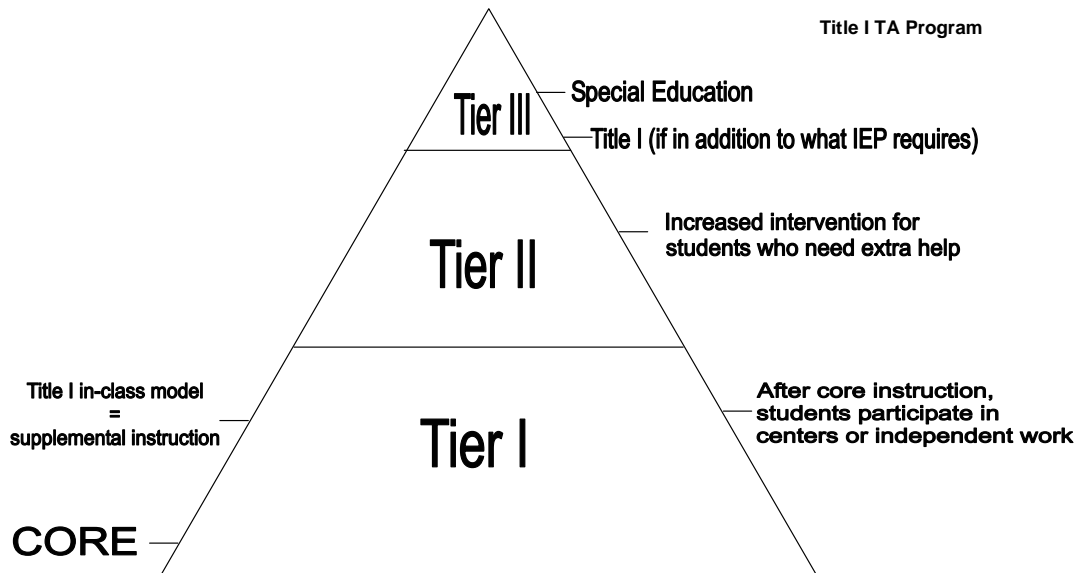 Title I TA Program
Special Education
Tier III
Title I (if in addition to what IEP requires)
Increased intervention for
students who need extra help
Tier II
Title I in-class model
=
supplemental instruction
After core instruction,
students participate in
centers or independent work
Tier I
CORE